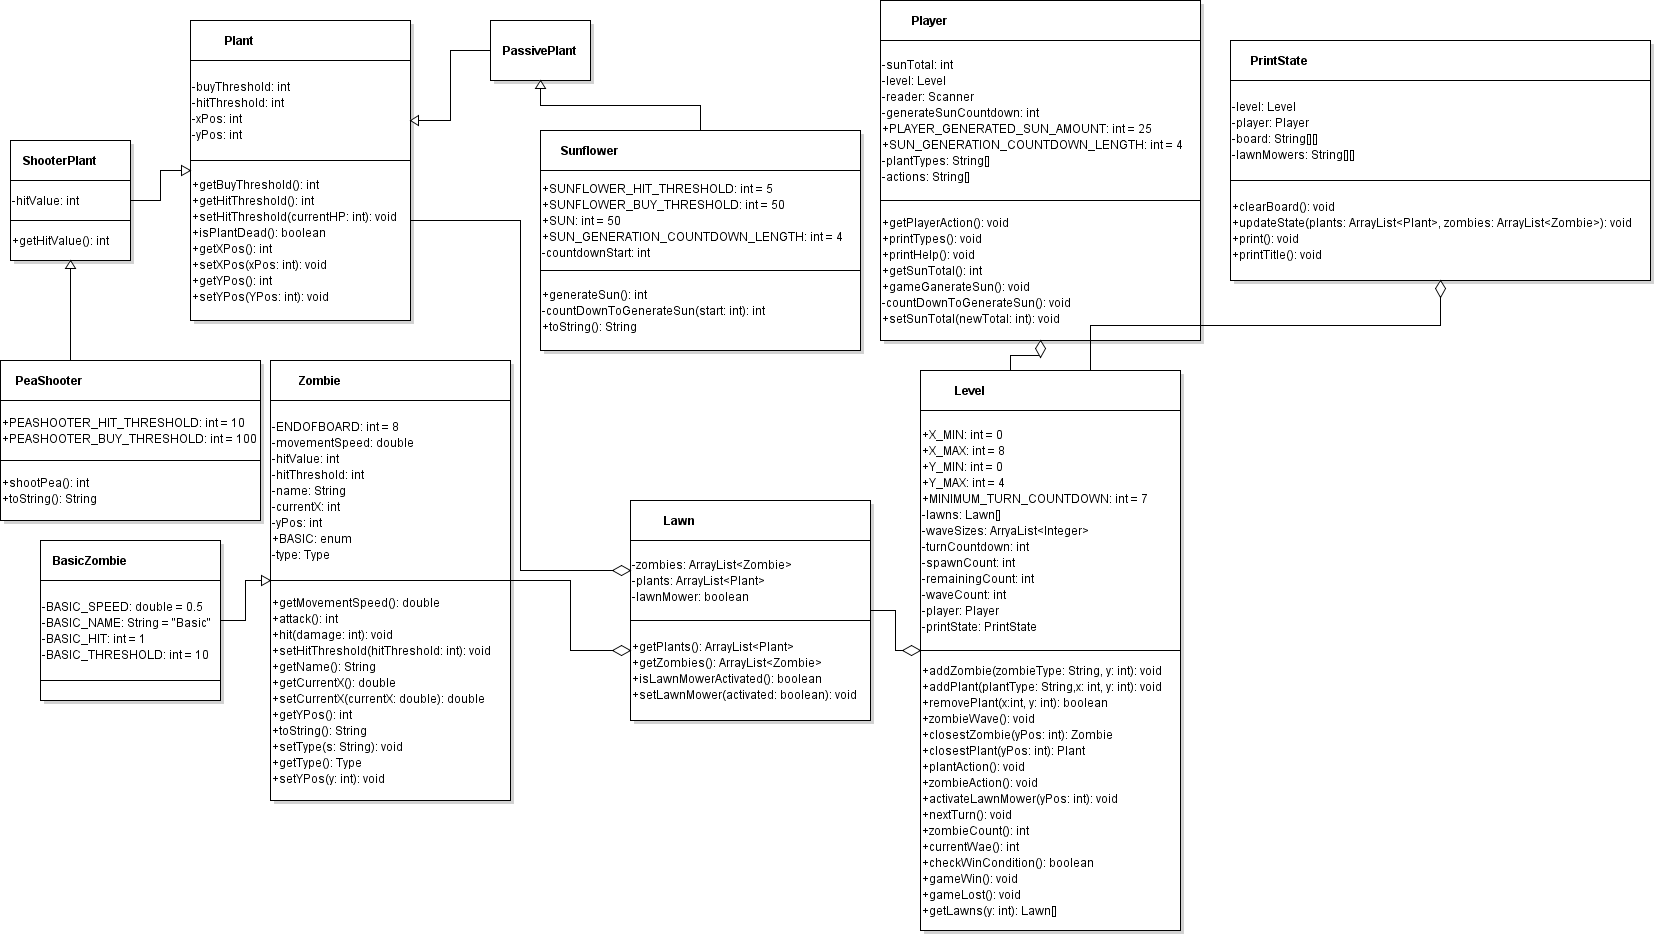 Plant
-buyThreshold: int
-hitThreshold: int
-xPos: int
-yPos: int
+getBuyThreshold(): int
+getHitThreshold(): int
+setHitThreshold(currentHP: int): void
+isPlantDead(): boolean
+getXPos(): int
+setXPos(xPos: int): void
+getYPos(): int
+setYPos(YPos: int): void
PassivePlant
ShooterPlant
-hitValue: int
+getHitValue(): int
Sunflower
+SUNFLOWER_HIT_THRESHOLD: int = 5
+SUNFLOWER_BUY_THRESHOLD: int = 50
+SUN: int = 50
+SUN_GENERATION_COUNTDOWN_LENGTH: int = 4
-countdownStart: int
+generateSun(): int
-countDownToGenerateSun(start: int): int
+toString(): String
Player
-sunTotal: int
-level: Level
-reader: Scanner
-generateSunCountdown: int
+PLAYER_GENERATED_SUN_AMOUNT: int = 25
+SUN_GENERATION_COUNTDOWN_LENGTH: int = 4
-plantTypes: String[]
-actions: String[]
+getPlayerAction(): void
+printTypes(): void
+printHelp(): void
+getSunTotal(): int
+gameGanerateSun(): void
-countDownToGenerateSun(): void
+setSunTotal(newTotal: int): void
PrintState
-level: Level
-player: Player
-board: String[][]
-lawnMowers: String[][]
+clearBoard(): void
+updateState(plants: ArrayList<Plant>, zombies: ArrayList<Zombie>): void
+print(): void
+printTitle(): void
PeaShooter
+PEASHOOTER_HIT_THRESHOLD: int = 10
+PEASHOOTER_BUY_THRESHOLD: int = 100
+shootPea(): int
+toString(): String
Zombie
-ENDOFBOARD: int = 8
-movementSpeed: double
-hitValue: int
-hitThreshold: int
-name: String
-currentX: int
-yPos: int
+BASIC: enum
-type: Type
+getMovementSpeed(): double
+attack(): int
+hit(damage: int): void
+setHitThreshold(hitThreshold: int): void
+getName(): String
+getCurrentX(): double
+setCurrentX(currentX: double): double
+getYPos(): int
+toString(): String
+setType(s: String): void
+getType(): Type
+setYPos(y: int): void
BasicZombie
-BASIC_SPEED: double = 0.5
-BASIC_NAME: String = "Basic"
-BASIC_HIT: int = 1
-BASIC_THRESHOLD: int = 10
Lawn
-zombies: ArrayList<Zombie>
-plants: ArrayList<Plant>
-lawnMower: boolean
+getPlants(): ArrayList<Plant>
+getZombies(): ArrayList<Zombie>
+isLawnMowerActivated(): boolean
+setLawnMower(activated: boolean): void
Level
+X_MIN: int = 0
+X_MAX: int = 8
+Y_MIN: int = 0
+Y_MAX: int = 4
+MINIMUM_TURN_COUNTDOWN: int = 7
-lawns: Lawn[]
-waveSizes: ArryaList<Integer>
-turnCountdown: int
-spawnCount: int
-remainingCount: int
-waveCount: int
-player: Player
-printState: PrintState
+addZombie(zombieType: String, y: int): void
+addPlant(plantType: String,x: int, y: int): void
+removePlant(x:int, y: int): boolean
+zombieWave(): void
+closestZombie(yPos: int): Zombie
+closestPlant(yPos: int): Plant
+plantAction(): void
+zombieAction(): void
+activateLawnMower(yPos: int): void
+nextTurn(): void
+zombieCount(): int
+currentWae(): int
+checkWinCondition(): boolean
+gameWin(): void
+gameLost(): void
+getLawns(y: int): Lawn[]